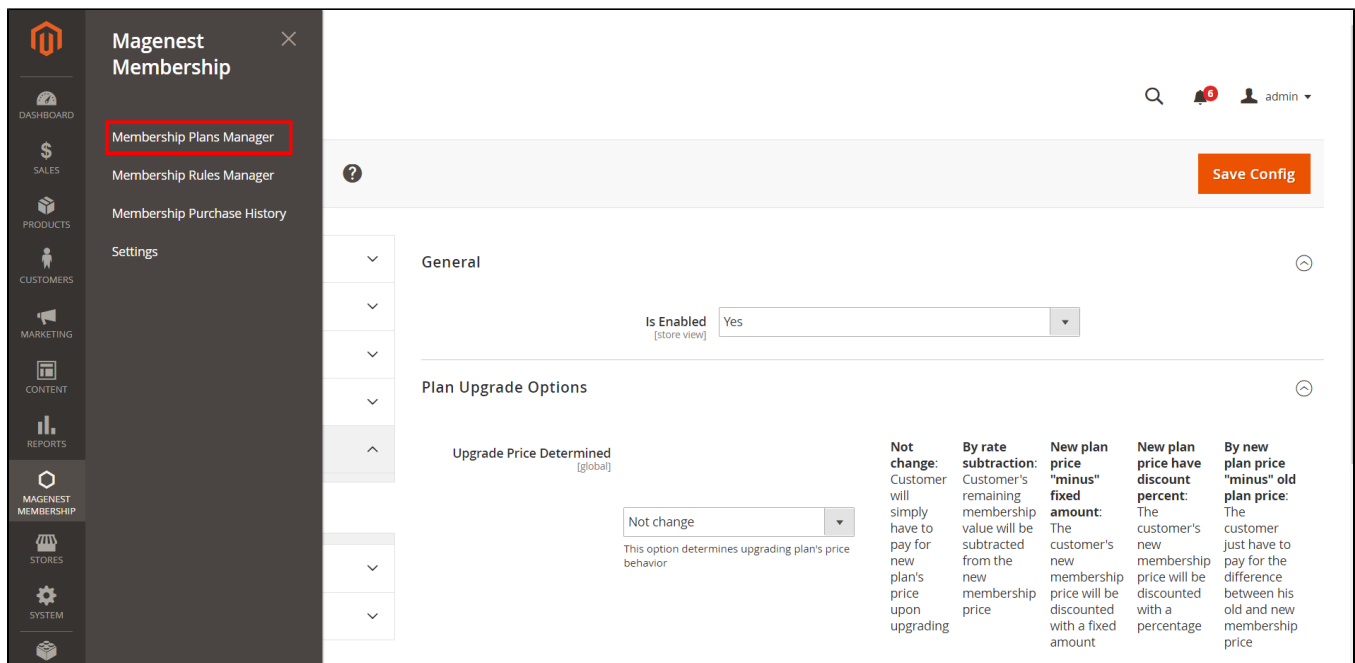 DASHBOARD
SALES
PRODUCTS
CUSTOMERS
MARKETING
CONTENT
REPORTS
MAGENEST
MEMBERSHIP
STORES
SYSTEM
Magenest
Membership
Membership Plans Manager
Membership Rules Manager
Membership Purchase History
Settings
6
admin
?
Save Config
General
Is Enabled
[store view]
Yes
Plan Upgrade Options
Upgrade Price Determined
[global]
Not change
This option determines upgrading plan's price
behavior
Not
change:
Customer
will
simply
have to
pay for
new
plan's
price
upon
upgrading
By rate
subtraction:
Customer's
remaining
membership
value will be
subtracted
from the
new
membership
price
New plan
price
"minus"
fixed
amount:
The
customer's
new
membership
price will be
discounted
with a fixed
amount
New plan
price have
discount
percent:
The
customer's
new
membership
price will be
discounted
with a
percentage
By new
plan price
"minus" old
plan price:
The
customer
just have to
pay for the
difference
between his
old and new
membership
price